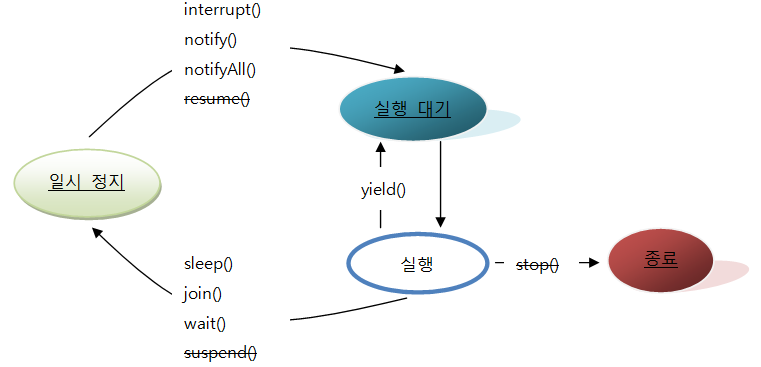 interrupt()
notify()
notifyAll()
resume()
실행 대기
일시 정지
yield()
실행
stop()
종료
sleep()
join()
wait()
suspend()